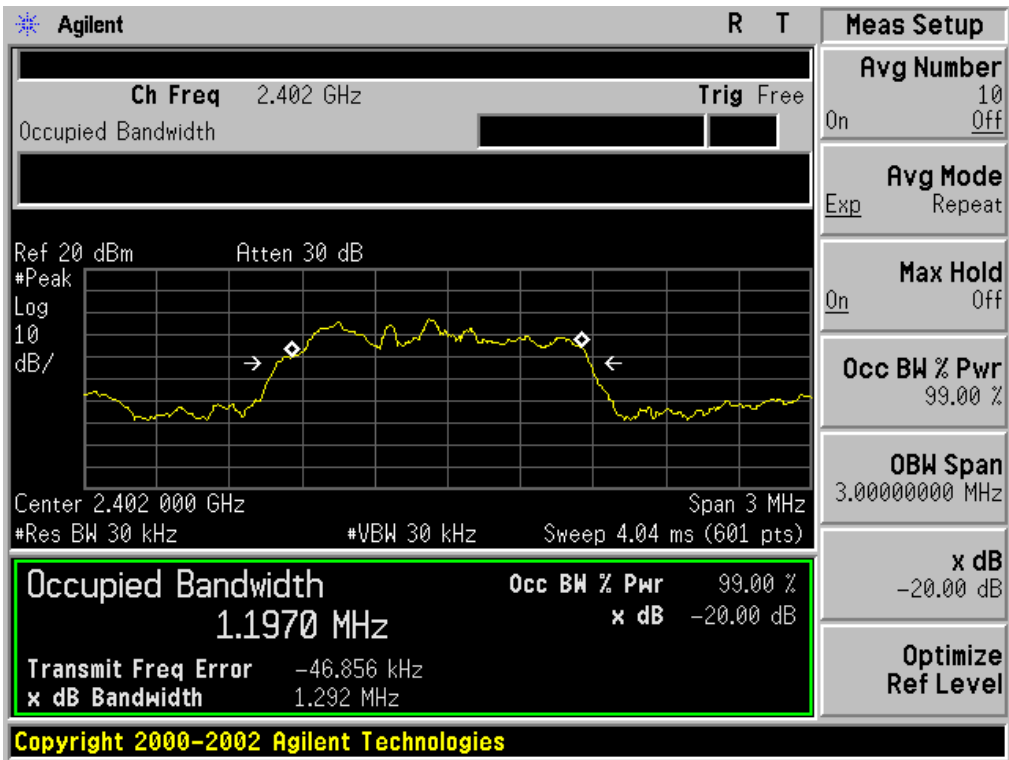 Agilent R T
Ch Freq 2.402 GHz Trig Free
Occupied Bandwidth
Ref 20 dBm Atten 30 dB
#Peak
Log
10
dB/
Center 2.402 000 GHz Span 3 MHz
#Res BW 30 kHz #VBW 30 kHz Sweep 4.04 ms (601 pts)
Occupied Bandwidth Occ BW % Pwr 99.00 %
1.1970 MHz x dB -20.00 dB
Transmit Freq Error -46.856 kHz
x dB Bandwidth 1.292 MHz
Copyright 2000-2002 Agilent Technologies
Meas Setup
Avg Number
10
On Off
Avg Mode
Exp Repeat
Max Hold
On Off
Occ BW % Pwr
99.00 %
OBW Span
3.00000000 MHz
x dB
-20.00 dB
Optimize
Ref Level